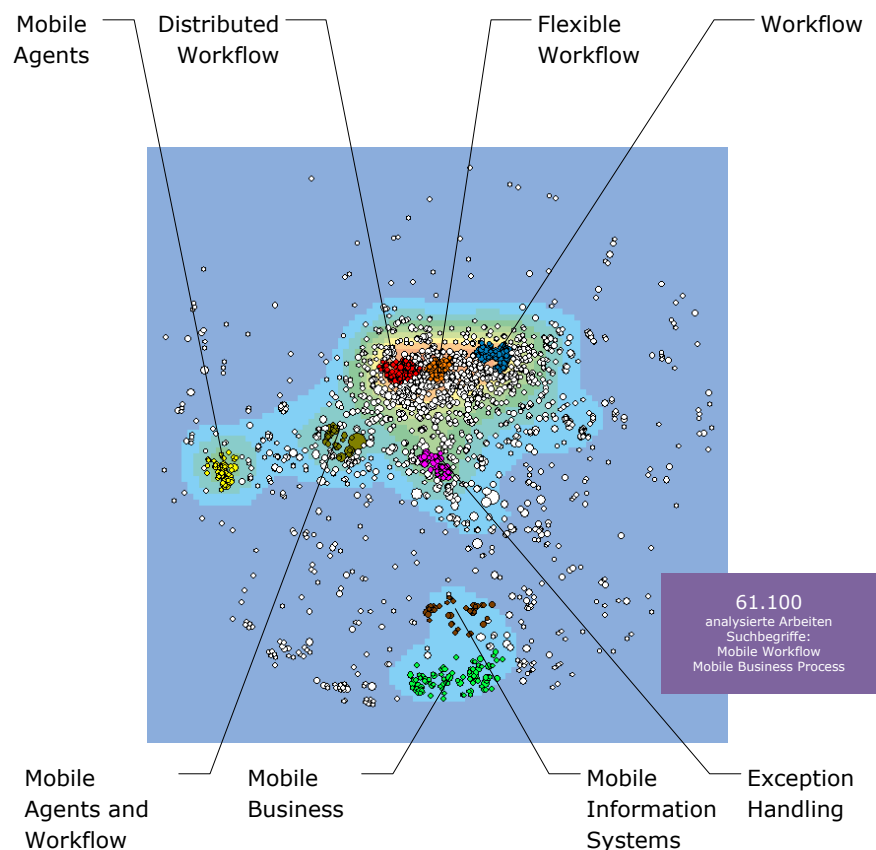 Mobile
Agents
Distributed
Workflow
Flexible
Workflow
Workflow
61.100
analysierte Arbeiten
Suchbegriffe:
Mobile Workflow
Mobile Business Process
Mobile
Agents and
Workflow
Mobile
Business
Mobile
Information
Systems
Exception
Handling